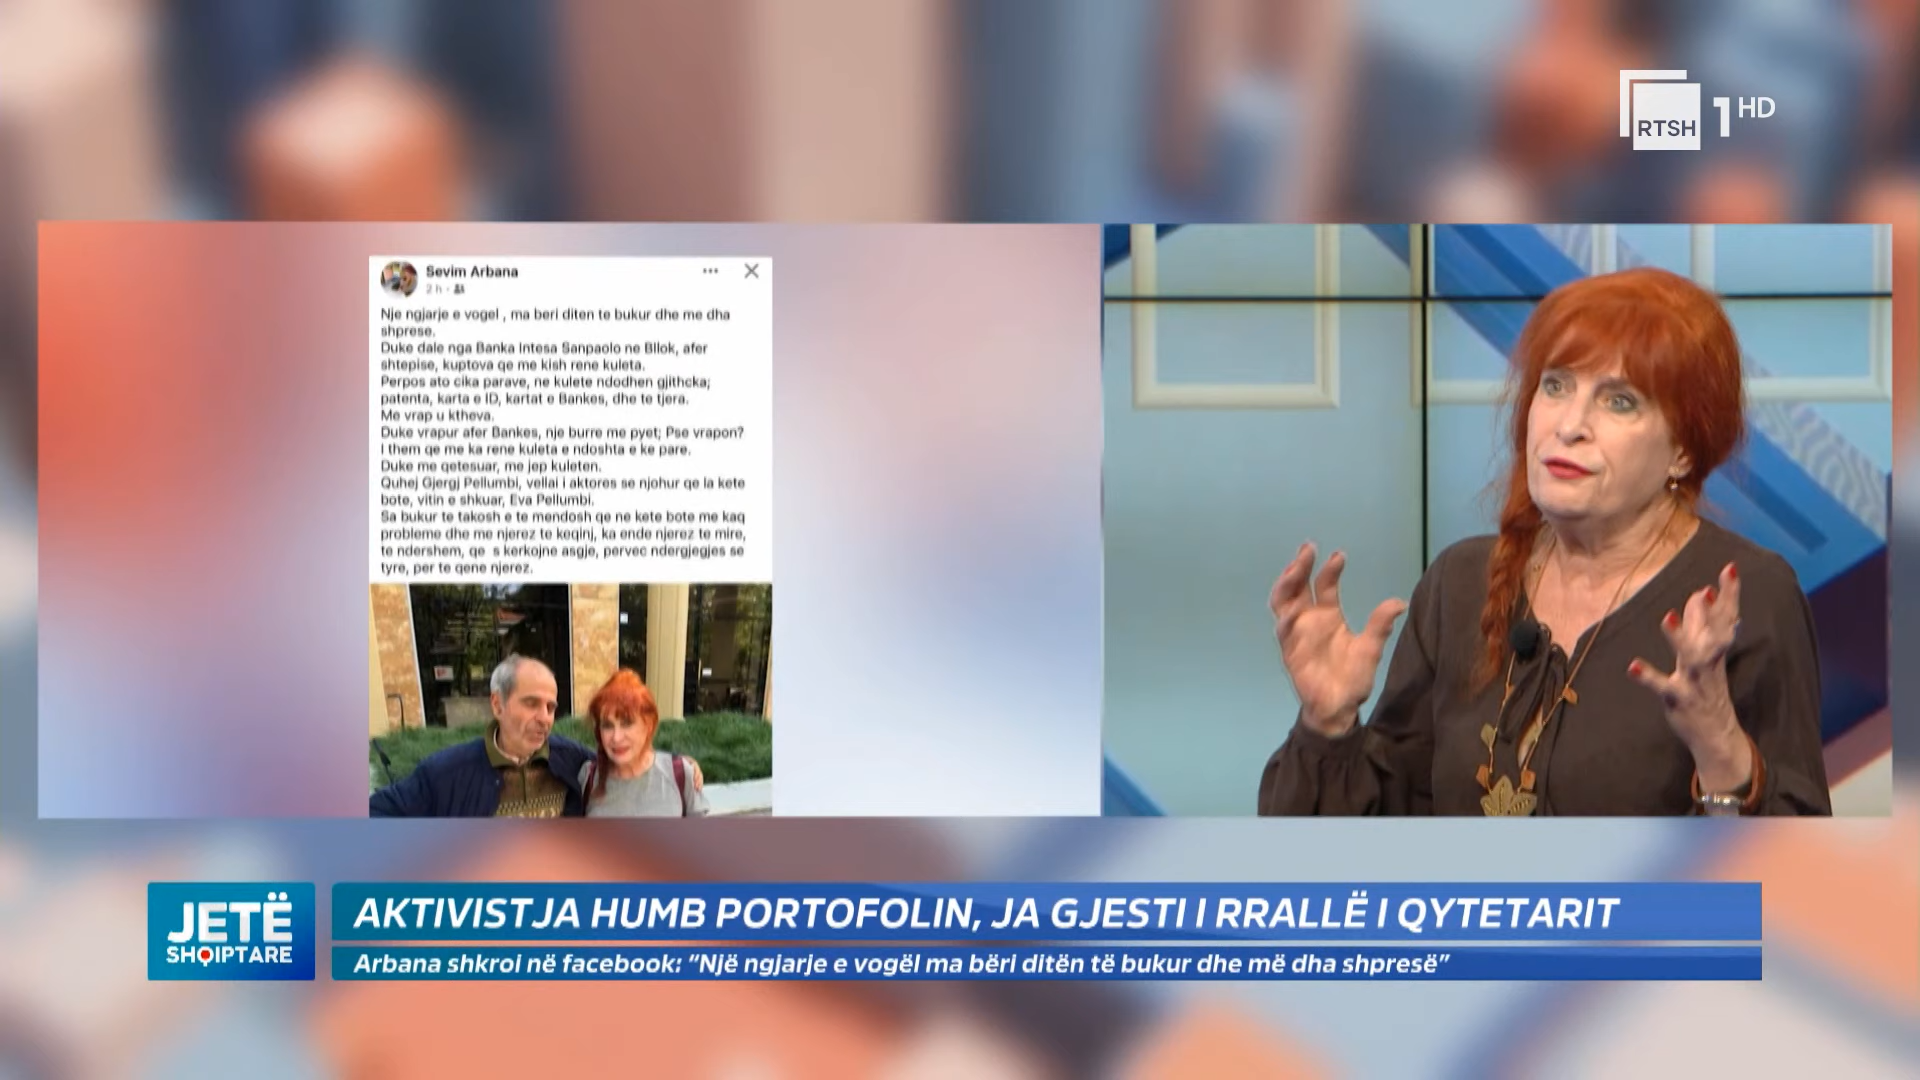 RTSH 1 HD
Sevim Arbana
2 h
Nje ngjarje e vogel , ma beri diten te bukur dhe me dha
shprese.
Duke dale nga Banka Intesa Sanpaolo ne Bllok, afer
shtepise, kuptova qe me kish rene kuleta.
Perpos ato cika parave, ne kulete ndodhen gjithcka;
patenta, karta e ID, kartat e Bankes, dhe te tjera.
Me vrap u ktheva.
Duke vrapur afer Bankes, nje burre me pyet; Pse vrapon?
I them qe me ka rene kuleta e ndoshta e ke pare.
Duke me qetesuar, me jep kuleten.
Quhej Gjergj Pellumbi, vellai i aktores se njohur qe la kete
bote, vitin e shkuar, Eva Pellumbi.
Sa bukur te takosh e te mendosh qe ne kete bote me kaq
probleme dhe me njerez te keqinj, ka ende njerez te mire,
te ndershem, qe s kerkojne asgje, pervec ndergjegjes se
tyre, per te qene njerez.
JETË
SHQIPTARE
AKTIVISTJA HUMB PORTOFOLIN, JA GJESTI I RRALLË I QYTETARIT
Arbana shkroi në facebook: “Një ngjarje e vogël ma bëri ditën të bukur dhe më dha shpresë”